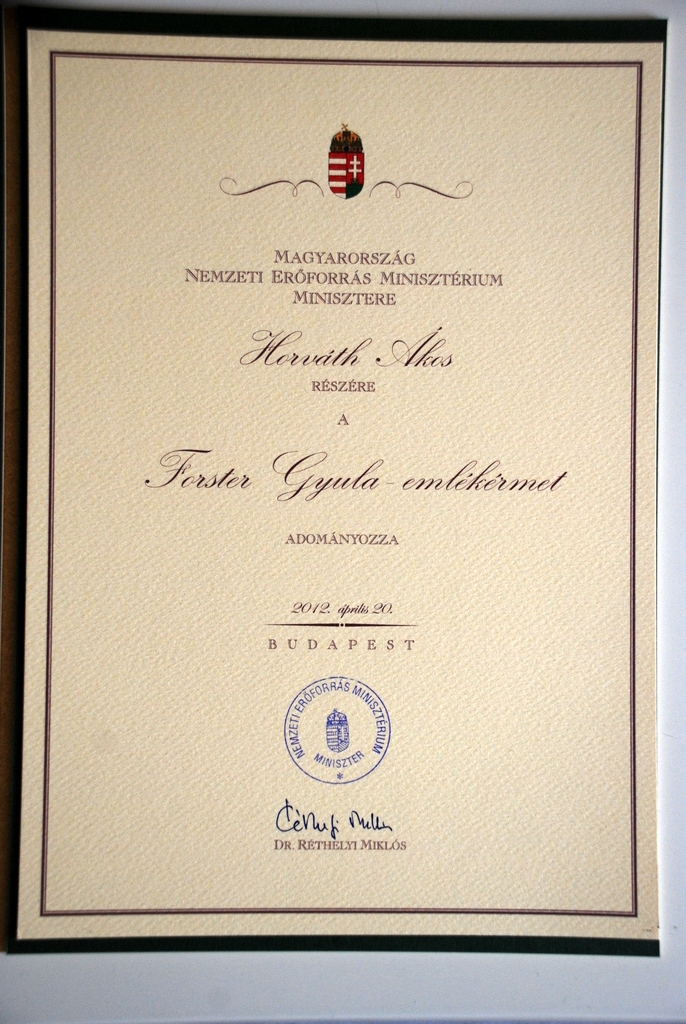 MAGYARORSZÁG
NEMZETI ERŐFORRÁS MINISZTÉRIUM
MINISZTERE
Horváth Ákos
RÉSZÉRE
A
Forster Gyula - emlékérmet
ADOMÁNYOZZA
2012. április 20.
BUDAPEST
NEMZETI ERŐFORRÁS MINISZTÉRIUM
MINISZTER
*
DR. RÉTHELYI MIKLÓS